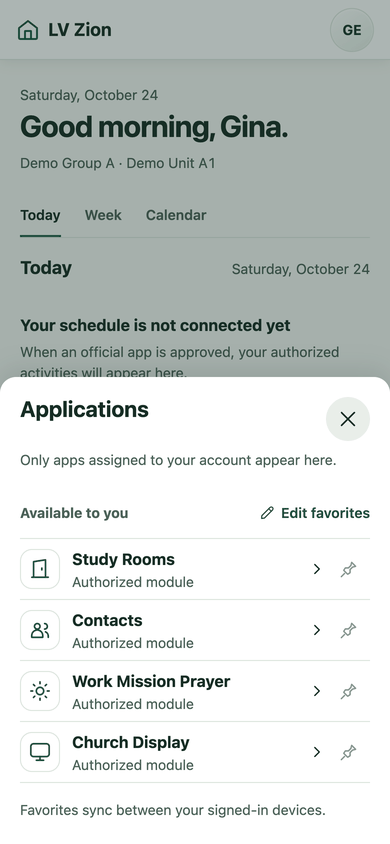 LV Zion
GE
Saturday, October 24
Good morning, Gina.
Demo Group A · Demo Unit A1
Today Week Calendar
Today Saturday, October 24
Your schedule is not connected yet
When an official app is approved, your authorized
activities will appear here.
Applications
Only apps assigned to your account appear here.
Available to you Edit favorites
Study Rooms
Authorized module
Contacts
Authorized module
Work Mission Prayer
Authorized module
Church Display
Authorized module
Favorites sync between your signed-in devices.